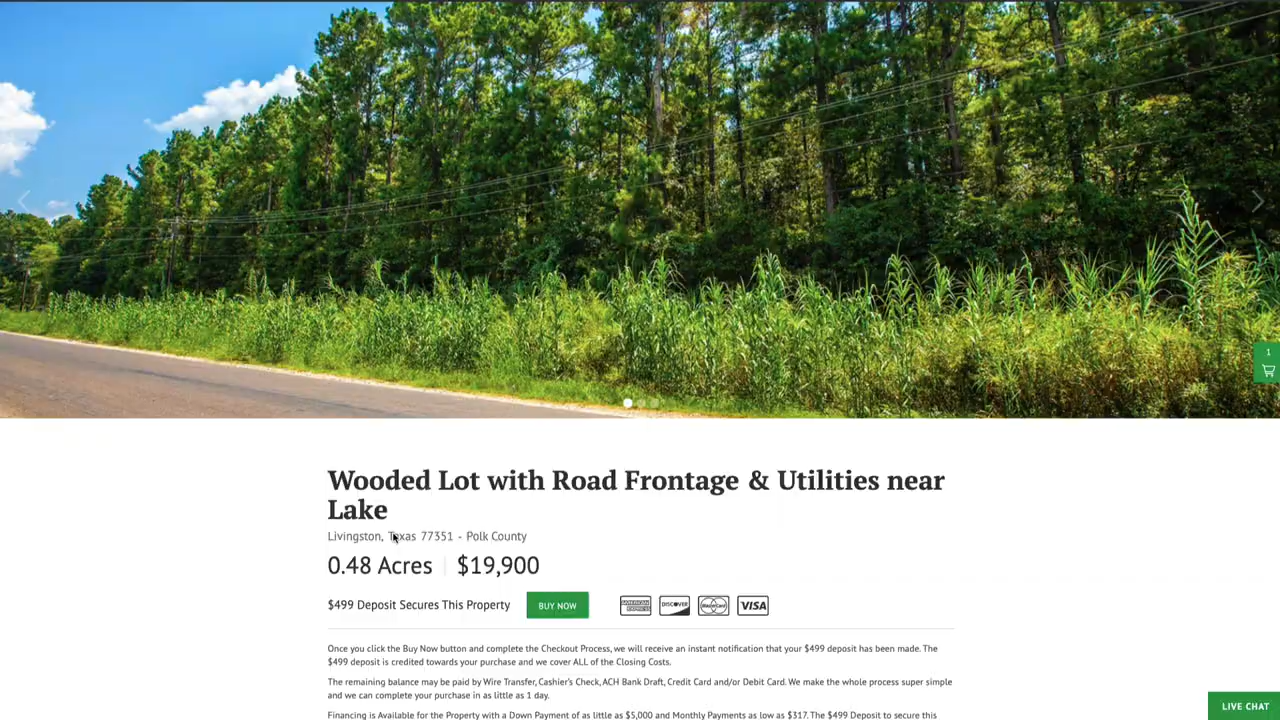 1
Wooded Lot with Road Frontage & Utilities near
Lake
Livingston, Texas 77351 - Polk County
0.48 Acres | $19,900
$499 Deposit Secures This Property
BUY NOW
AMERICAN EXPRESS
DISCOVER
MasterCard
VISA
Once you click the Buy Now button and complete the Checkout Process, we will receive an instant notification that your $499 deposit has been made. The
$499 deposit is credited towards your purchase and we cover ALL of the Closing Costs.
The remaining balance may be paid by Wire Transfer, Cashier's Check, ACH Bank Draft, Credit Card and/or Debit Card. We make the whole process super simple
and we can complete your purchase in as little as 1 day.
Financing is Available for the Property with a Down Payment of as little as $5,000 and Monthly Payments as low as $317. The $499 Deposit to secure this
LIVE CHAT